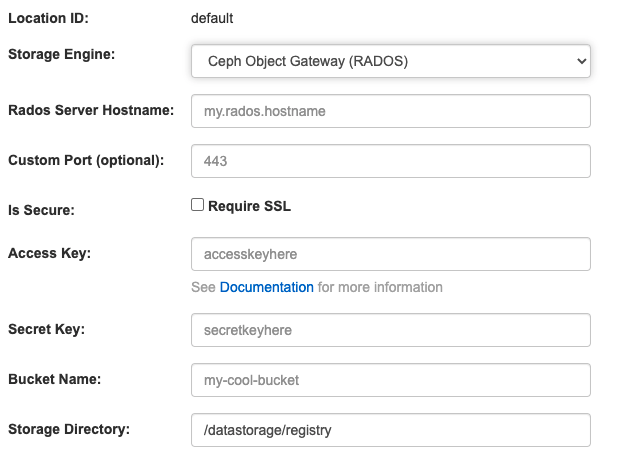 Location ID: default
Storage Engine: Ceph Object Gateway (RADOS)
Rados Server Hostname: my.rados.hostname
Custom Port (optional): 443
Is Secure: Require SSL
Access Key: accesskeyhere
See Documentation for more information
Secret Key: secretkeyhere
Bucket Name: my-cool-bucket
Storage Directory: /datastorage/registry